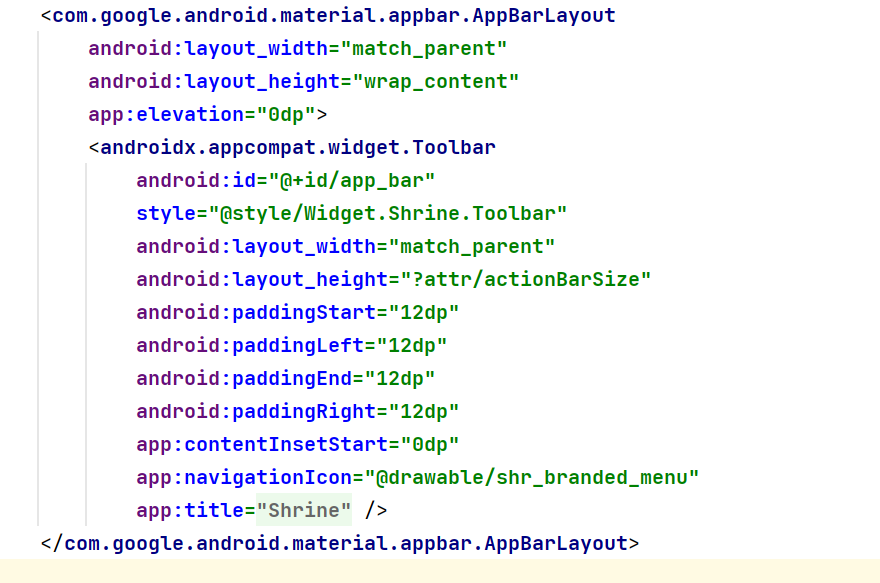 <com.google.android.material.appbar.AppBarLayout
android:layout_width="match_parent"
android:layout_height="wrap_content"
app:elevation="0dp">
<androidx.appcompat.widget.Toolbar
android:id="@+id/app_bar"
style="@style/Widget.Shrine.Toolbar"
android:layout_width="match_parent"
android:layout_height="?attr/actionBarSize"
android:paddingStart="12dp"
android:paddingLeft="12dp"
android:paddingEnd="12dp"
android:paddingRight="12dp"
app:contentInsetStart="0dp"
app:navigationIcon="@drawable/shr_branded_menu"
app:title="Shrine" />
</com.google.android.material.appbar.AppBarLayout>